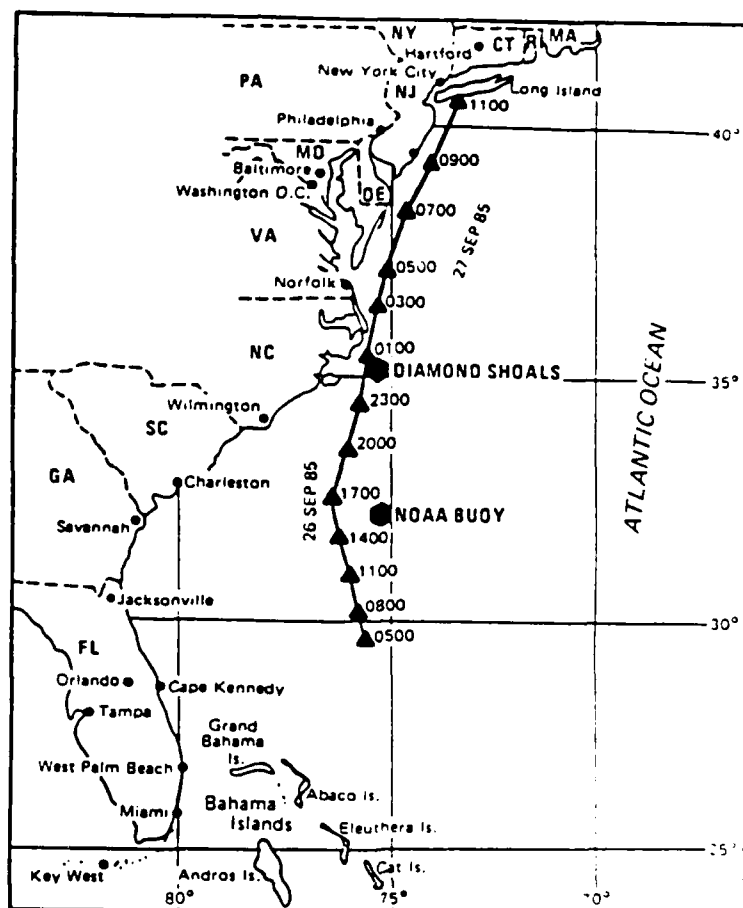 NY
MA
CT
RI
Hartford
New York City
PA
NJ
Long Island
1100
Philadelphia
40°
MD
0900
Baltimore
Washington D.C.
DE
0700
27 SEP 85
VA
0500
Norfolk
0300
NC
0100
DIAMOND SHOALS
35°
ATLANTIC OCEAN
Wilmington
2300
SC
2000
GA
Charleston
26 SEP 85
1700
NOAA BUOY
Savannah
1400
1100
Jacksonville
0800
30°
0500
FL
Orlando
Cape Kennedy
Tampa
Grand
Bahama
Is.
West Palm Beach
Abaco Is.
Miami
Bahama
Islands
Eleuthera Is.
25°
Key West
Andros Is.
Cat Is.
80°
75°
70°